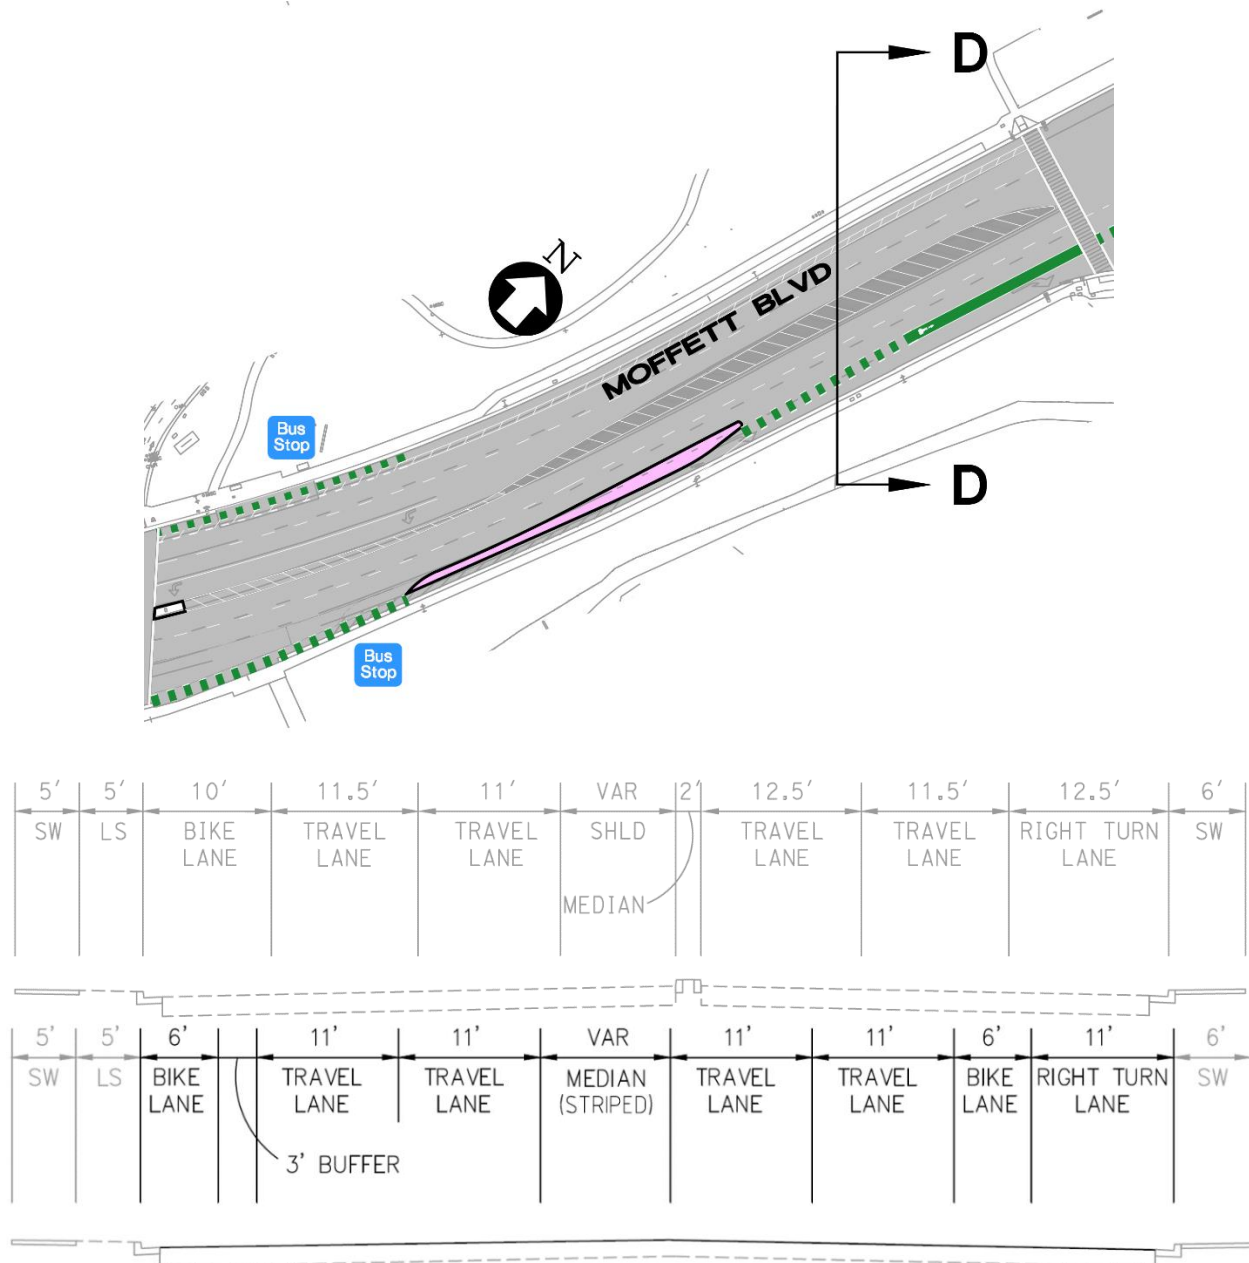 D
N
MOFFETT BLVD
Bus
Stop
D
Bus
Stop
5' 5' 10' 11.5' 11' VAR 2' 12.5' 11.5' 12.5' 6'
SW LS BIKE TRAVEL TRAVEL SHLD TRAVEL TRAVEL RIGHT TURN SW
LANE LANE LANE LANE LANE LANE
MEDIAN
5' 5' 6' 11' 11' VAR 11' 11' 6' 11' 6'
SW LS BIKE TRAVEL TRAVEL MEDIAN TRAVEL TRAVEL BIKE RIGHT TURN SW
LANE LANE LANE (STRIPED) LANE LANE LANE LANE
3' BUFFER